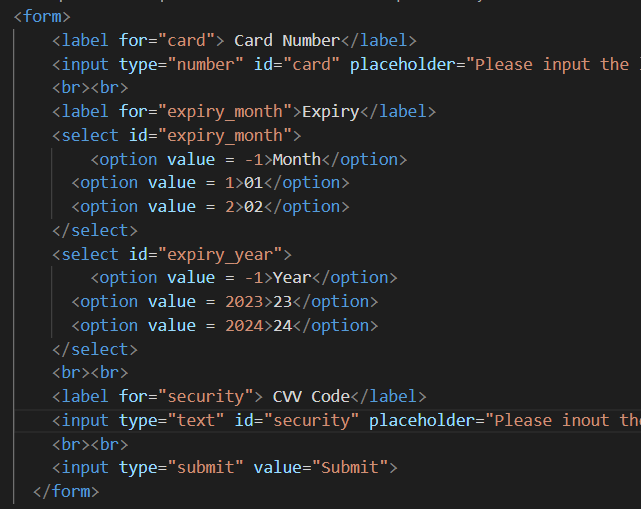 <form>
<label for="card"> Card Number</label>
<input type="number" id="card" placeholder="Please input the
<br><br>
<label for="expiry_month">Expiry</label>
<select id="expiry_month">
<option value = -1>Month</option>
<option value = 1>01</option>
<option value = 2>02</option>
</select>
<select id="expiry_year">
<option value = -1>Year</option>
<option value = 2023>23</option>
<option value = 2024>24</option>
</select>
<br><br>
<label for="security"> CVV Code</label>
<input type="text" id="security" placeholder="Please inout the
<br><br>
<input type="submit" value="Submit">
</form>